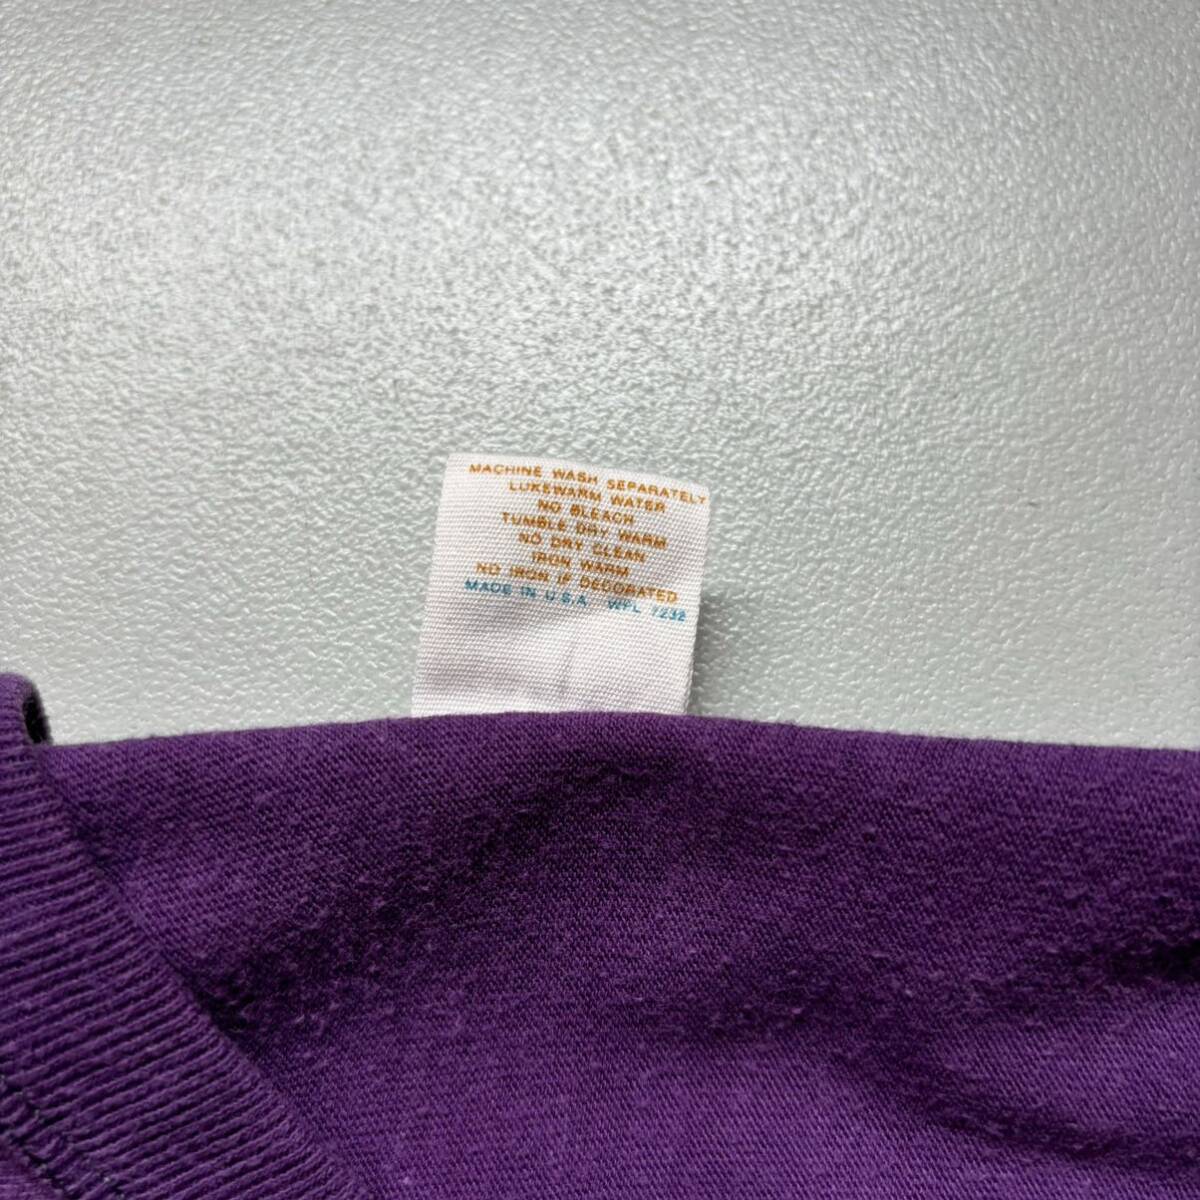 MACHINE WASH SEPARATELY
LUKEWARM WATER
NO BLEACH
TUMBLE DRY WARM
NO DRY CLEAN
IRON WARM
NO IRON IF DECORATED
MADE IN U.S.A. WPL 7232